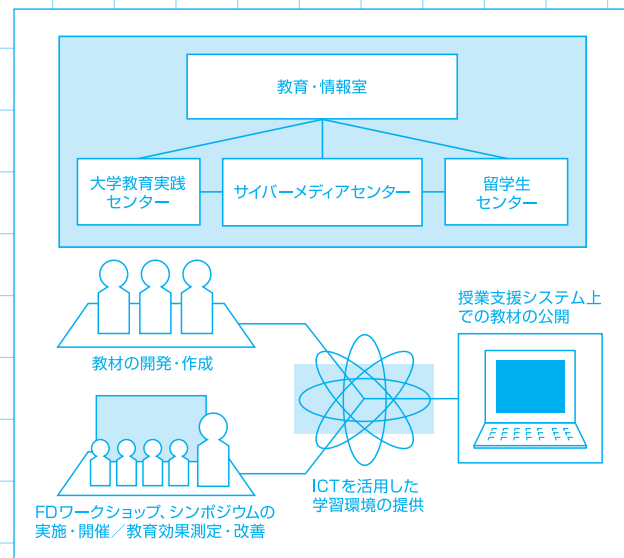 教育・情報室
大学教育実践
センター
サイバーメディアセンター
留学生
センター
授業支援システム上
での教材の公開
教材の開発・作成
ICTを活用した
学習環境の提供
FDワークショップ、シンポジウムの
実施・開催／教育効果測定・改善